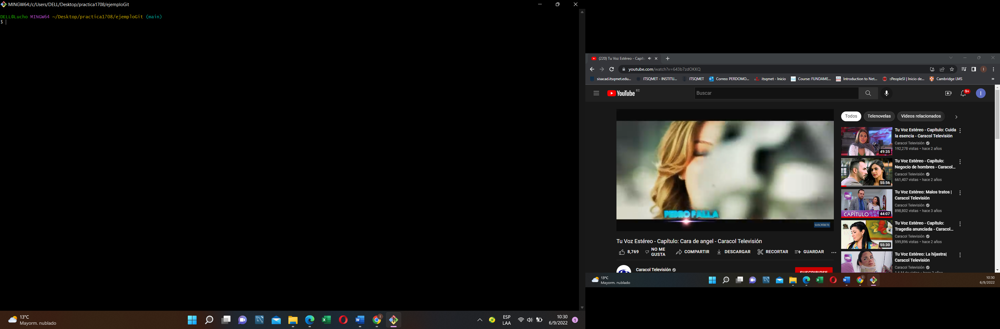 MINGW64:/c/Users/DELL/Desktop/practica1708/ejemploGit
DELL@Lucho MINGW64 ~/Desktop/practica1708/ejemploGit (main)
$
13°C
Mayorm. nublado
ESP
LAA
10:30
6/9/2022
1
(220) Tu Voz Estéreo - Capítu
youtube.com/watch?v=643b7zdOKKQ
I
sisacad.itsqmet.edu...
ITSQMET - INSTITU...
ITSQMET
Correo: PERDOMO...
itsqmet - Inicio
Course: FUNDAME...
Introduction to Net...
::PeopleSI | Inicio de...
Cambridge LMS
»
YouTube EC
Buscar
9+
I
PEDRO PALLA
SUSCRÍBETE
Tu Voz Estéreo - Capítulo: Cara de angel - Caracol Televisión
8,769
NO ME
GUSTA
COMPARTIR
DESCARGAR
RECORTAR
GUARDAR
Caracol Televisión
SUSCRIBIRSE
Todos
Telenovelas
Videos relacionados
49:35
Tu Voz Estéreo - Capítulo: Cuida
la esencia - Caracol Televisión
Caracol Televisión
192,278 vistas • hace 2 años
55:56
Tu Voz Estéreo - Capítulo:
Negocio de hombres - Caracol...
Caracol Televisión
661,407 vistas • hace 2 años
VOZ
CAPÍTULO
44:07
Tu Voz Estéreo: Malos tratos |
Caracol Televisión
Caracol Televisión
898,802 vistas • hace 3 años
55:30
Tu Voz Estéreo - Capítulo:
Tragedia anunciada - Caracol...
Caracol Televisión
599,896 vistas • hace 2 años
VOZ
Tu Voz Estéreo: La hijastra|
Caracol Televisión
Caracol Televisión
13°C
Mayorm. nublado
10:30
6/9/2022